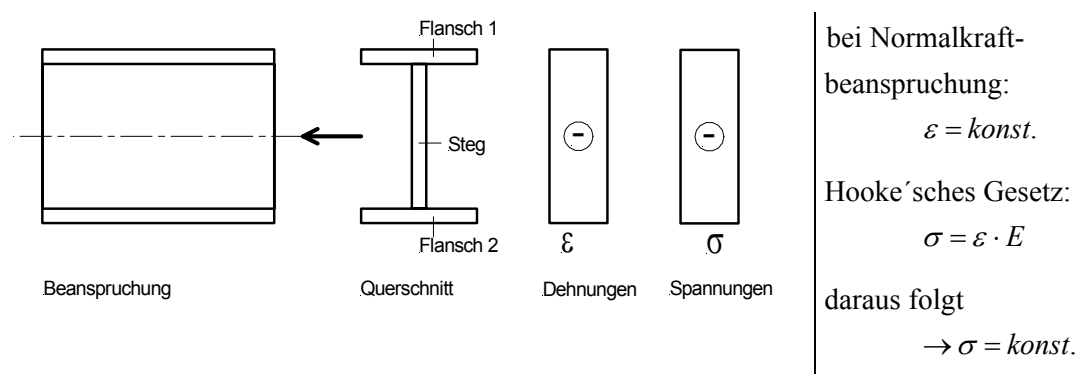 Flansch 1
Steg
Flansch 2
ε
σ
Beanspruchung
Querschnitt
Dehnungen
Spannungen
bei Normalkraft-
beanspruchung:
ε = konst.
Hooke´sches Gesetz:
σ = ε · E
daraus folgt
→ σ = konst.